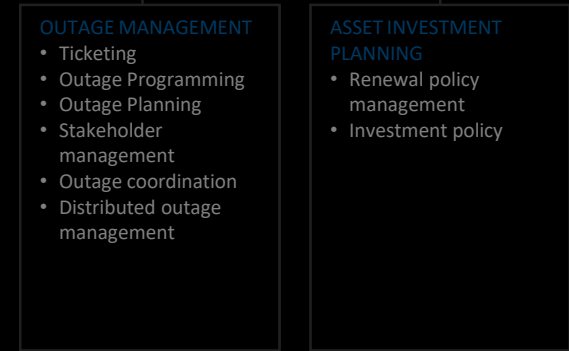 OUTAGE MANAGEMENT
• Ticketing
• Outage Programming
• Outage Planning
• Stakeholder
management
• Outage coordination
• Distributed outage
management
ASSET INVESTMENT
PLANNING
• Renewal policy
management
• Investment policy